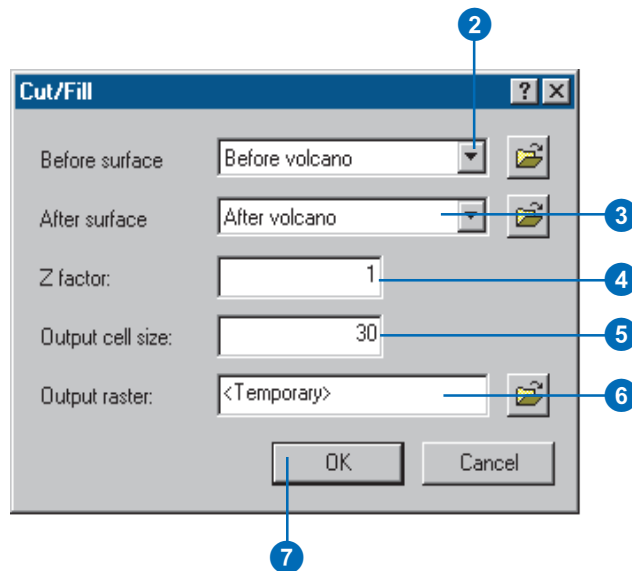 2
Cut/Fill ?
Before surface Before volcano
After surface After volcano 3
Z factor: 1 4
Output cell size: 30 5
Output raster: <Temporary> 6
OK Cancel
7